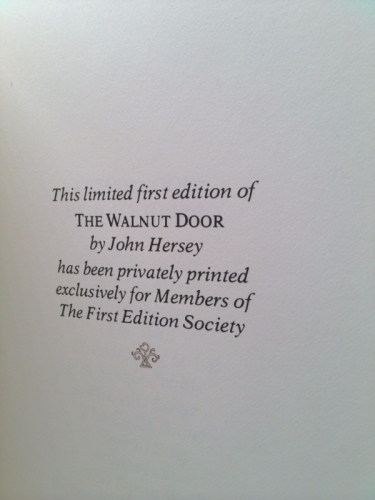 This limited first edition of
THE WALNUT DOOR
by John Hersey
has been privately printed
exclusively for Members of
The First Edition Society